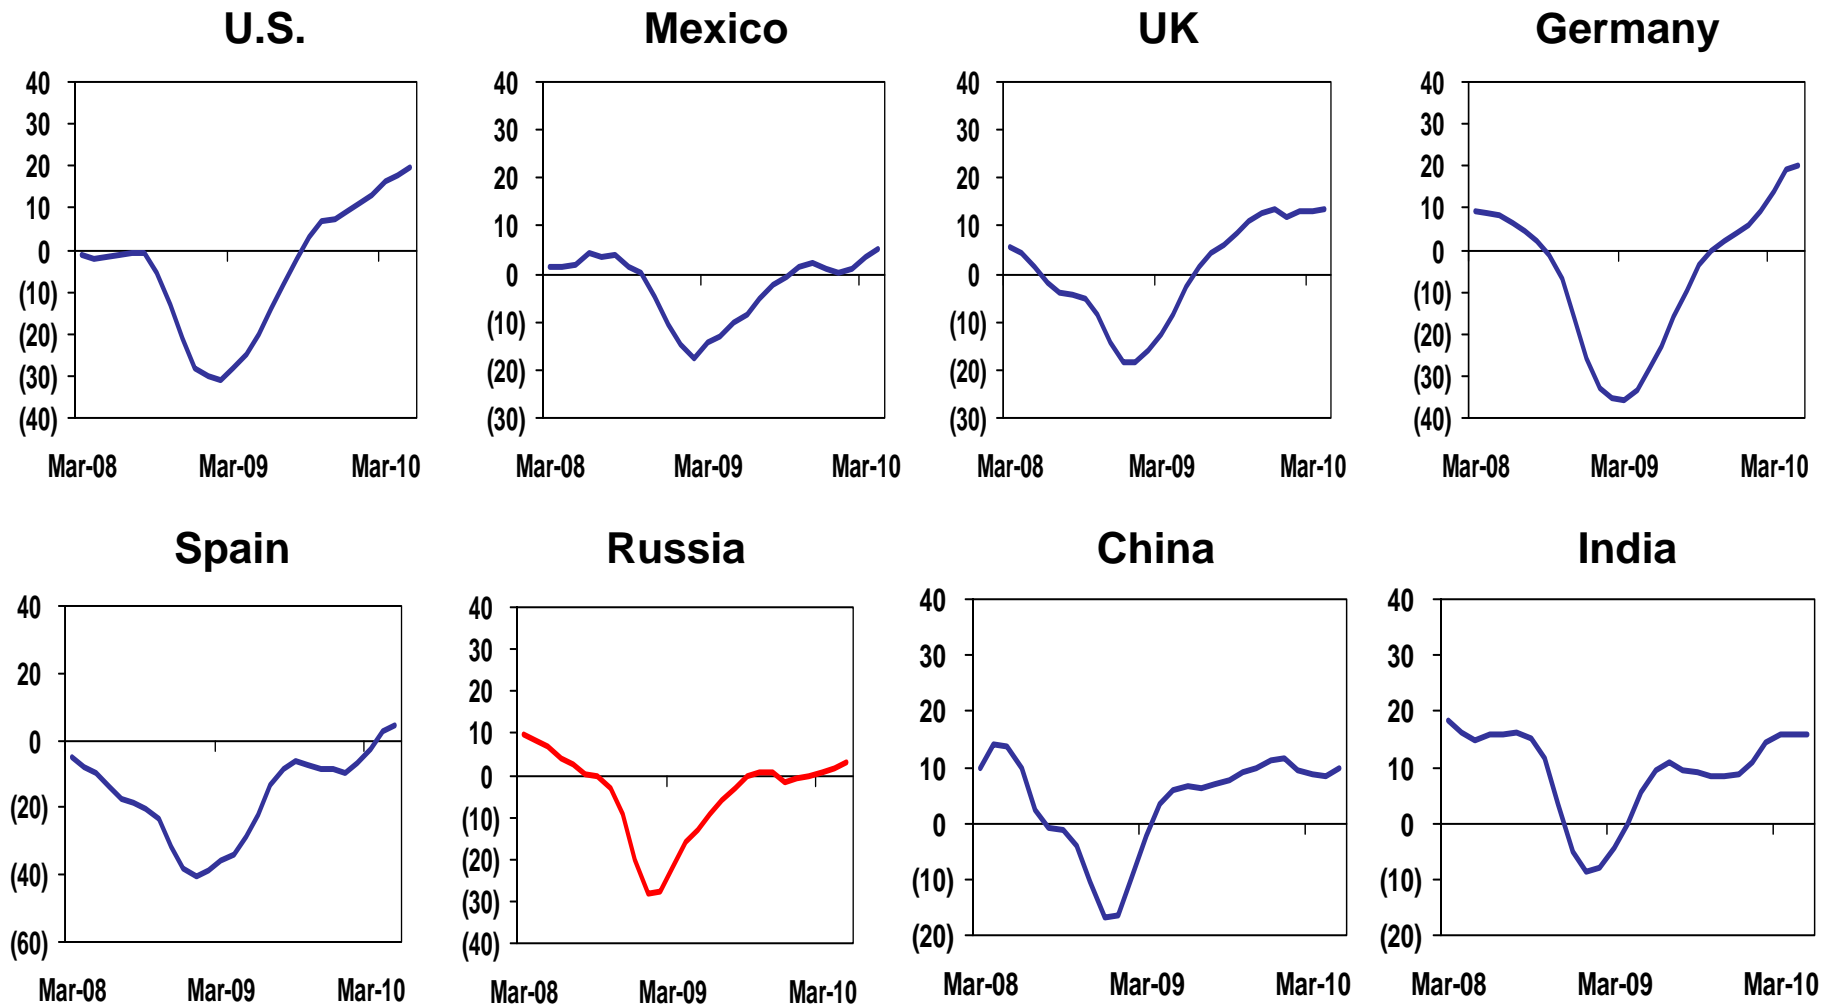 U.S. Mexico UK Germany
40 40 40 40
30 30 30 30
20 20 20 20
10 10 10 10
0 0 0 0
(10) (10) (10) (10)
(20) (20) (20) (20)
(30) (30) (30) (30)
(40) (40)
Mar-08 Mar-09 Mar-10 Mar-08 Mar-09 Mar-10 Mar-08 Mar-09 Mar-10 Mar-08 Mar-09 Mar-10
Spain Russia China India
40 40 40 40
30 30 30
20 20 20 20
10 10 10
0 0 0 0
(10) (10) (10)
(20) (20) (20) (20)
(30)
(40) (40)
(60)
Mar-08 Mar-09 Mar-10 Mar-08 Mar-09 Mar-10 Mar-08 Mar-09 Mar-10 Mar-08 Mar-09 Mar-10